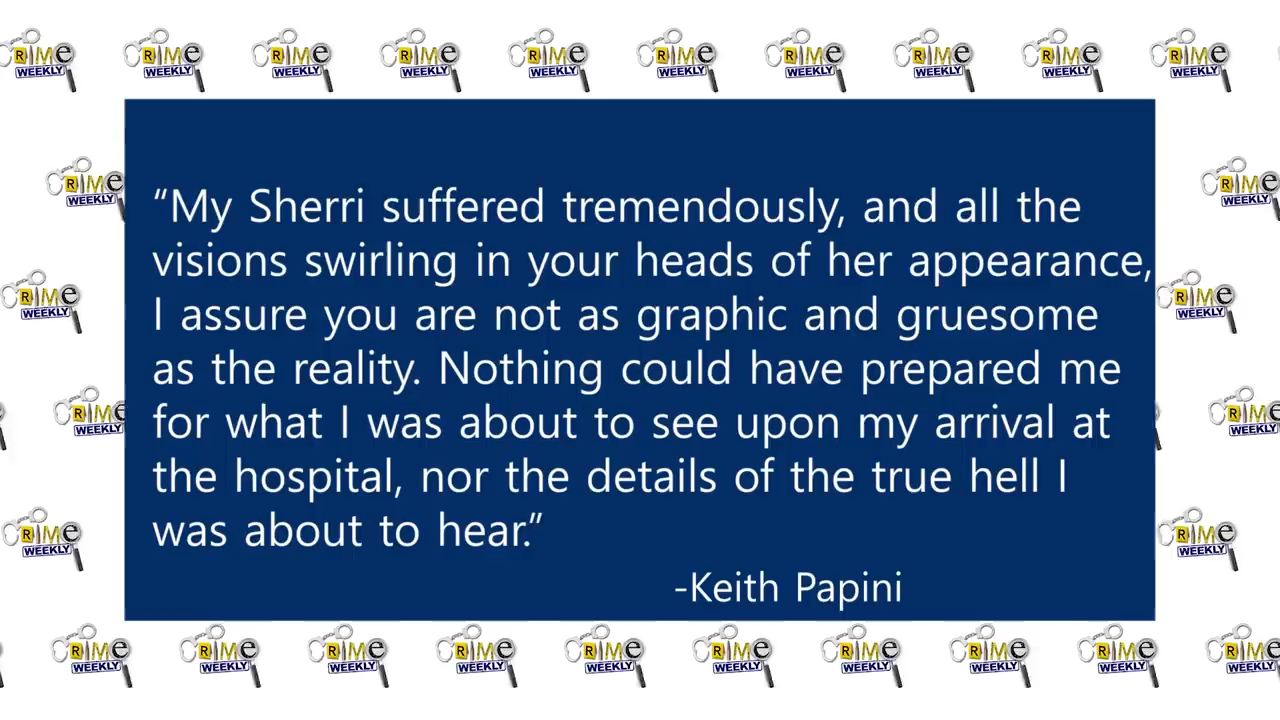 “My Sherri suffered tremendously, and all the
visions swirling in your heads of her appearance,
I assure you are not as graphic and gruesome
as the reality. Nothing could have prepared me
for what I was about to see upon my arrival at
the hospital, nor the details of the true hell I
was about to hear.”
-Keith Papini
CRIME WEEKLY